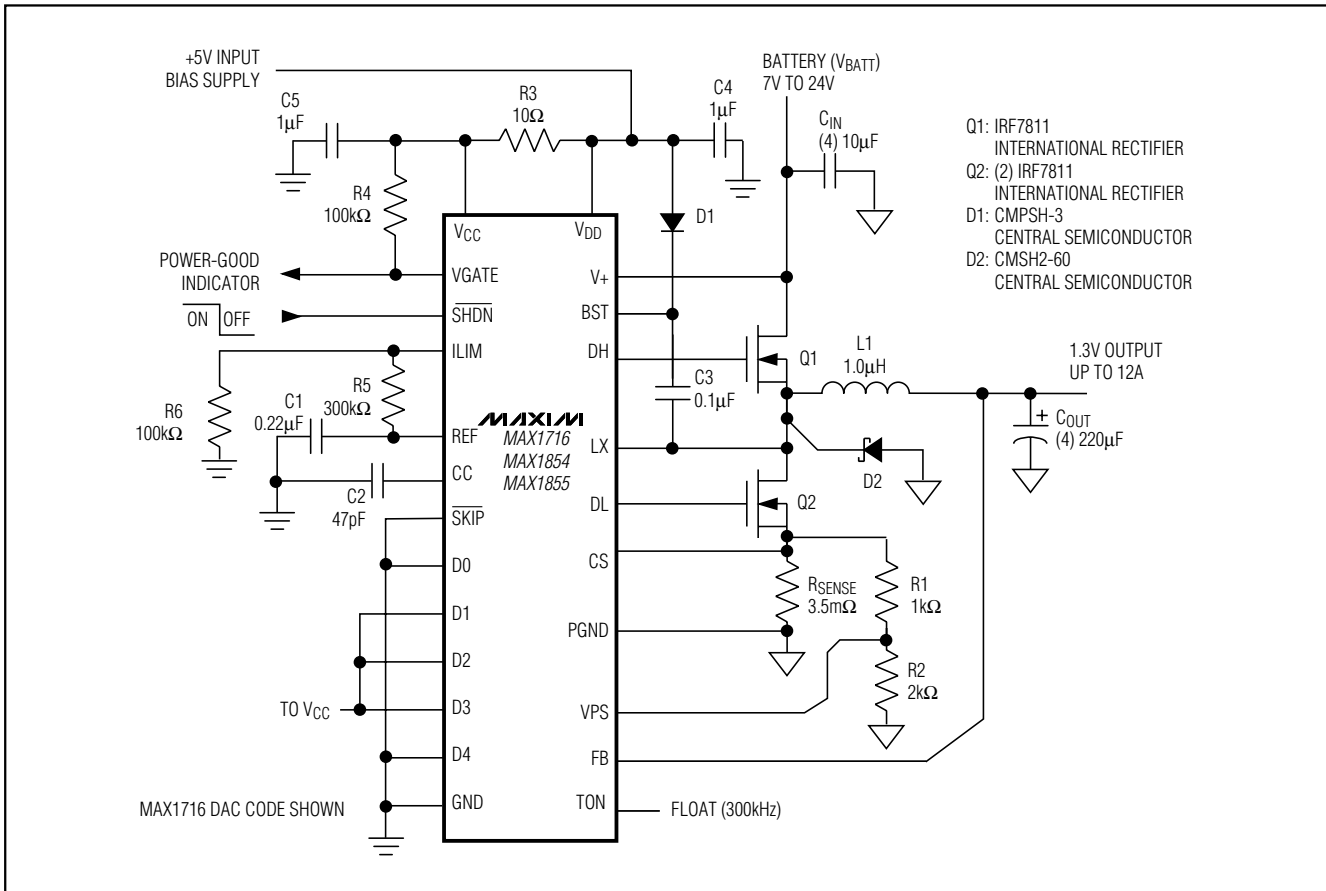 +5V INPUT
BIAS SUPPLY
BATTERY (VBATT)
7V TO 24V
C5
1µF
R3
10Ω
C4
1µF
CIN
(4) 10µF
Q1: IRF7811
INTERNATIONAL RECTIFIER
Q2: (2) IRF7811
INTERNATIONAL RECTIFIER
D1: CMPSH-3
CENTRAL SEMICONDUCTOR
D2: CMSH2-60
CENTRAL SEMICONDUCTOR
R4
100kΩ
D1
VCC
VDD
POWER-GOOD
INDICATOR
VGATE
V+
ON OFF
SHDN
BST
ILIM
DH
Q1
L1
1.0µH
1.3V OUTPUT
UP TO 12A
R5
300kΩ
C3
0.1µF
R6
100kΩ
C1
0.22µF
REF
MAXIM
MAX1716
MAX1854
MAX1855
LX
+
COUT
(4) 220µF
D2
CC
C2
47pF
DL
Q2
SKIP
CS
D0
RSENSE
3.5mΩ
R1
1kΩ
D1
PGND
D2
R2
2kΩ
TO VCC
D3
VPS
D4
FB
MAX1716 DAC CODE SHOWN
GND
TON
FLOAT (300kHz)